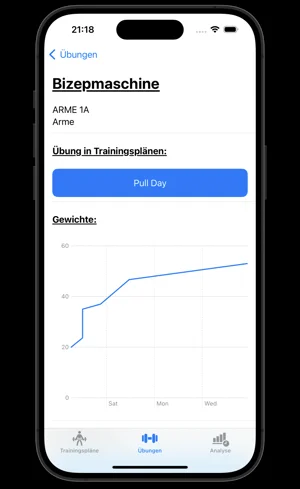 21:18
Übungen
Bizepmaschine
ARME 1A
Arme
Übung in Trainingsplänen:
Pull Day
Gewichte:
60
40
20
0
Sat Mon Wed
Trainingspläne Übungen Analyse